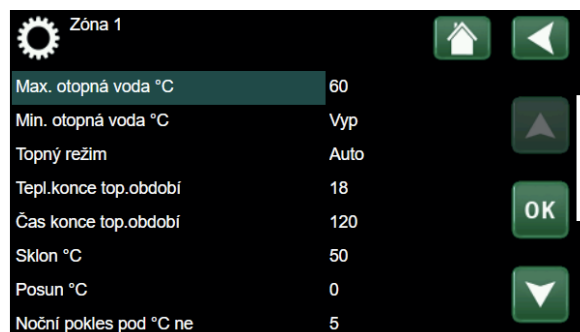 Zóna 1
Max. otopná voda °C 60
Min. otopná voda °C Vyp
Topný režim Auto
Tepl.konce top.období 18
Čas konce top.období 120
Sklon °C 50
Posun °C 0
Noční pokles pod °C ne 5
OK